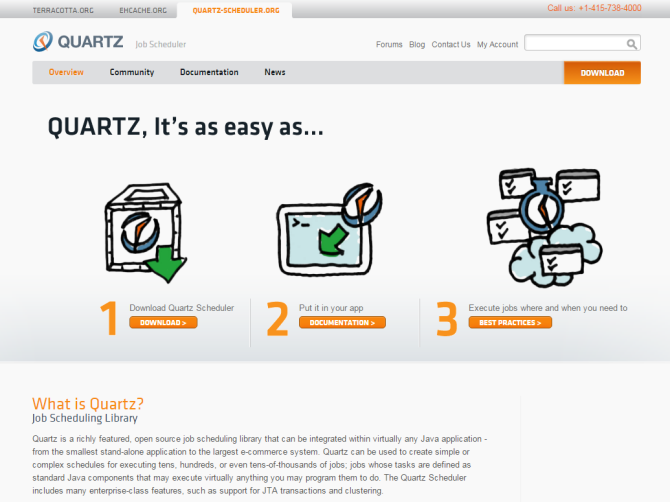 TERRACOTTA.ORG EHCACHE.ORG QUARTZ-SCHEDULER.ORG Call us: +1-415-738-4000
QUARTZ Job Scheduler Forums Blog Contact Us My Account
Overview Community Documentation News DOWNLOAD
QUARTZ, It's as easy as...
1 Download Quartz Scheduler
DOWNLOAD >
2 Put it in your app
DOCUMENTATION >
3 Execute jobs where and when you need to
BEST PRACTICES >
What is Quartz?
Job Scheduling Library
Quartz is a richly featured, open source job scheduling library that can be integrated within virtually any Java application -
from the smallest stand-alone application to the largest e-commerce system. Quartz can be used to create simple or
complex schedules for executing tens, hundreds, or even tens-of-thousands of jobs; jobs whose tasks are defined as
standard Java components that may execute virtually anything you may program them to do. The Quartz Scheduler
includes many enterprise-class features, such as support for JTA transactions and clustering.